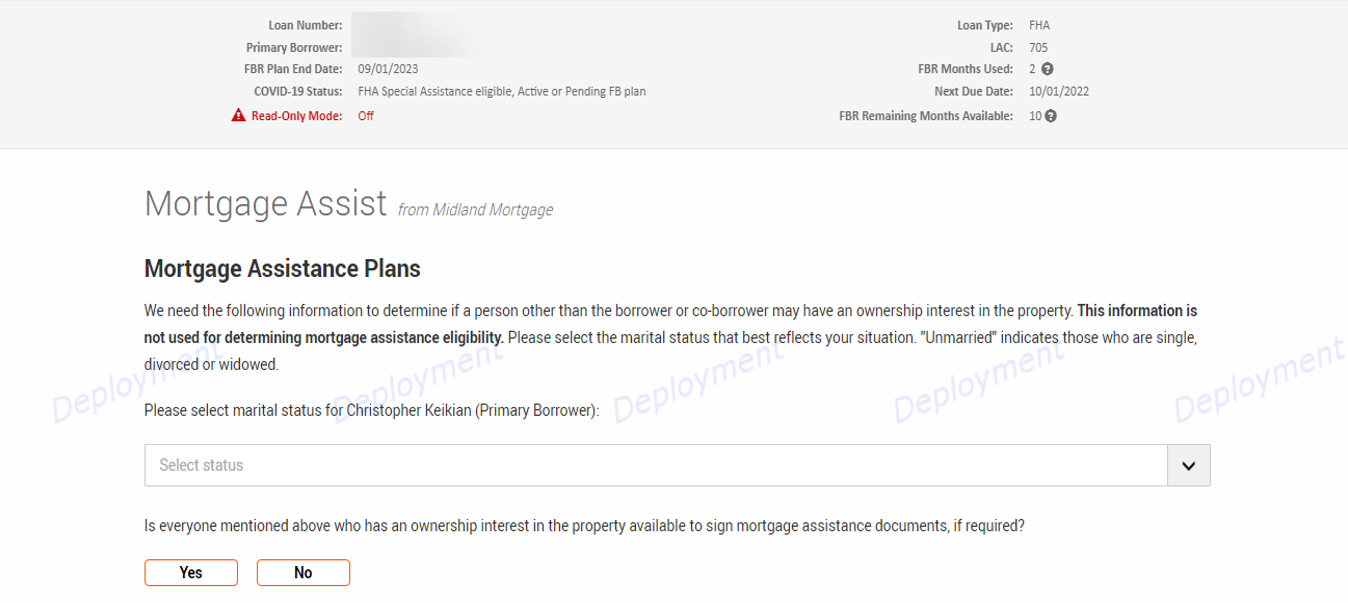 Loan Number:
Primary Borrower:
FBR Plan End Date: 09/01/2023
COVID-19 Status: FHA Special Assistance eligible, Active or Pending FB plan
Read-Only Mode: Off
Loan Type: FHA
LAC: 705
FBR Months Used: 2
Next Due Date: 10/01/2022
FBR Remaining Months Available: 10
Mortgage Assist from Midland Mortgage
Mortgage Assistance Plans
We need the following information to determine if a person other than the borrower or co-borrower may have an ownership interest in the property. This information is
not used for determining mortgage assistance eligibility. Please select the marital status that best reflects your situation. "Unmarried" indicates those who are single,
divorced or widowed.
Deployment Deployment Deployment Deployment Deployment
Please select marital status for Christopher Keikian (Primary Borrower):
Select status
Is everyone mentioned above who has an ownership interest in the property available to sign mortgage assistance documents, if required?
Yes No